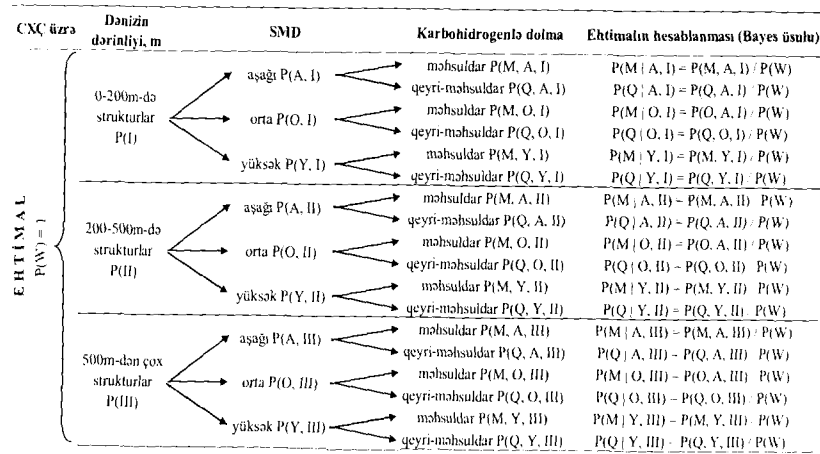 CXÇ üzrə Dənizin dərinliyi, m SMD Karbohidrogenlə dolma Ehtimalın hesablanması (Bayes üsulu)
EHTİMAL
P(W) = 1
0-200m-də strukturlar P(I)
aşağı P(A, I)
məhsuldar P(M, A, I) P(M | A, I) = P(M, A, I) / P(W)
qeyri-məhsuldar P(Q, A, I) P(Q | A, I) = P(Q, A, I) / P(W)
orta P(O, I)
məhsuldar P(M, O, I) P(M | O, I) = P(O, A, I) / P(W)
qeyri-məhsuldar P(Q, O, I) P(Q | O, I) = P(Q, O, I) / P(W)
yüksək P(Y, I)
məhsuldar P(M, Y, I) P(M | Y, I) = P(M, Y, I) / P(W)
qeyri-məhsuldar P(Q, Y, I) P(Q | Y, I) = P(Q, Y, I) / P(W)
200-500m-də strukturlar P(II)
aşağı P(A, II)
məhsuldar P(M, A, II) P(M | A, II) = P(M, A, II) / P(W)
qeyri-məhsuldar P(Q, A, II) P(Q | A, II) = P(Q, A, II) / P(W)
orta P(O, II)
məhsuldar P(M, O, II) P(M | O, II) = P(O, A, II) / P(W)
qeyri-məhsuldar P(Q, O, II) P(Q | O, II) = P(Q, O, II) / P(W)
yüksək P(Y, II)
məhsuldar P(M, Y, II) P(M | Y, II) = P(M, Y, II) / P(W)
qeyri-məhsuldar P(Q, Y, II) P(Q | Y, II) = P(Q, Y, II) / P(W)
500m-dən çox strukturlar P(III)
aşağı P(A, III)
məhsuldar P(M, A, III) P(M | A, III) = P(M, A, III) / P(W)
qeyri-məhsuldar P(Q, A, III) P(Q | A, III) = P(Q, A, III) / P(W)
orta P(O, III)
məhsuldar P(M, O, III) P(M | O, III) = P(O, A, III) / P(W)
qeyri-məhsuldar P(Q, O, III) P(Q | O, III) = P(Q, O, III) / P(W)
yüksək P(Y, III)
məhsuldar P(M, Y, III) P(M | Y, III) = P(M, Y, III) / P(W)
qeyri-məhsuldar P(Q, Y, III) P(Q | Y, III) = P(Q, Y, III) / P(W)